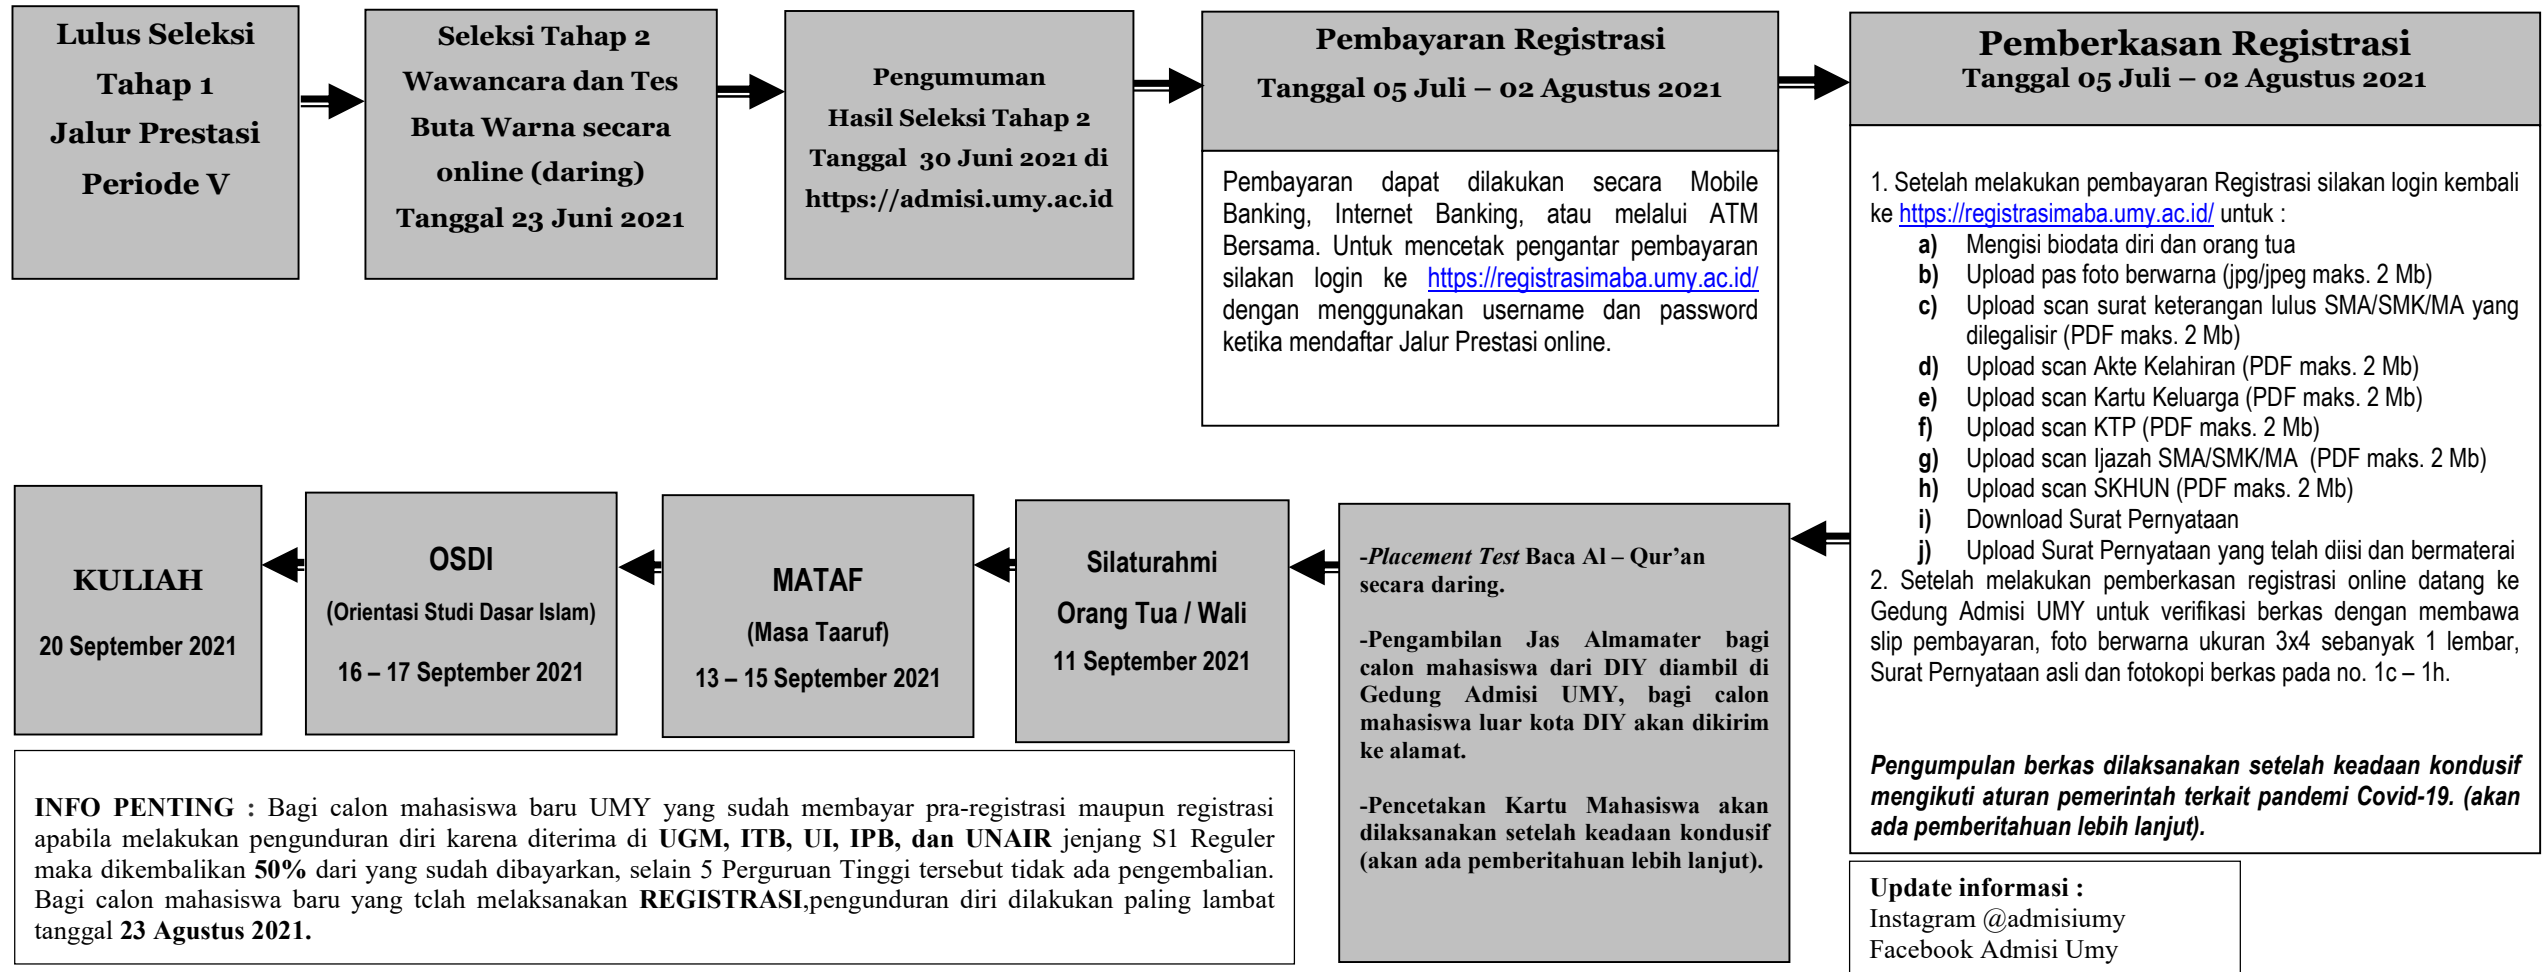 Lulus Seleksi
Tahap 1
Jalur Prestasi
Periode V
Seleksi Tahap 2
Wawancara dan Tes
Buta Warna secara
online (daring)
Tanggal 23 Juni 2021
Pengumuman
Hasil Seleksi Tahap 2
Tanggal 30 Juni 2021 di
https://admisi.umy.ac.id
Pembayaran Registrasi
Tanggal 05 Juli – 02 Agustus 2021
Pembayaran dapat dilakukan secara Mobile
Banking, Internet Banking, atau melalui ATM
Bersama. Untuk mencetak pengantar pembayaran
silakan login ke https://registrasimaba.umy.ac.id/
dengan menggunakan username dan password
ketika mendaftar Jalur Prestasi online.
Pemberkasan Registrasi
Tanggal 05 Juli – 02 Agustus 2021
1. Setelah melakukan pembayaran Registrasi silakan login kembali
ke https://registrasimaba.umy.ac.id/ untuk :
a) Mengisi biodata diri dan orang tua
b) Upload pas foto berwarna (jpg/jpeg maks. 2 Mb)
c) Upload scan surat keterangan lulus SMA/SMK/MA yang
dilegalisir (PDF maks. 2 Mb)
d) Upload scan Akte Kelahiran (PDF maks. 2 Mb)
e) Upload scan Kartu Keluarga (PDF maks. 2 Mb)
f) Upload scan KTP (PDF maks. 2 Mb)
g) Upload scan Ijazah SMA/SMK/MA (PDF maks. 2 Mb)
h) Upload scan SKHUN (PDF maks. 2 Mb)
i) Download Surat Pernyataan
j) Upload Surat Pernyataan yang telah diisi dan bermaterai
2. Setelah melakukan pemberkasan registrasi online datang ke
Gedung Admisi UMY untuk verifikasi berkas dengan membawa
slip pembayaran, foto berwarna ukuran 3x4 sebanyak 1 lembar,
Surat Pernyataan asli dan fotokopi berkas pada no. 1c – 1h.
Pengumpulan berkas dilaksanakan setelah keadaan kondusif
mengikuti aturan pemerintah terkait pandemi Covid-19. (akan
ada pemberitahuan lebih lanjut).
-Placement Test Baca Al – Qur’an
secara daring.
-Pengambilan Jas Almamater bagi
calon mahasiswa dari DIY diambil di
Gedung Admisi UMY, bagi calon
mahasiswa luar kota DIY akan dikirim
ke alamat.
-Pencetakan Kartu Mahasiswa akan
dilaksanakan setelah keadaan kondusif
(akan ada pemberitahuan lebih lanjut).
Silaturahmi
Orang Tua / Wali
11 September 2021
MATAF
(Masa Taaruf)
13 – 15 September 2021
OSDI
(Orientasi Studi Dasar Islam)
16 – 17 September 2021
KULIAH
20 September 2021
INFO PENTING : Bagi calon mahasiswa baru UMY yang sudah membayar pra-registrasi maupun registrasi
apabila melakukan pengunduran diri karena diterima di UGM, ITB, UI, IPB, dan UNAIR jenjang S1 Reguler
maka dikembalikan 50% dari yang sudah dibayarkan, selain 5 Perguruan Tinggi tersebut tidak ada pengembalian.
Bagi calon mahasiswa baru yang tclah melaksanakan REGISTRASI,pengunduran diri dilakukan paling lambat
tanggal 23 Agustus 2021.
Update informasi :
Instagram @admisiumy
Facebook Admisi Umy